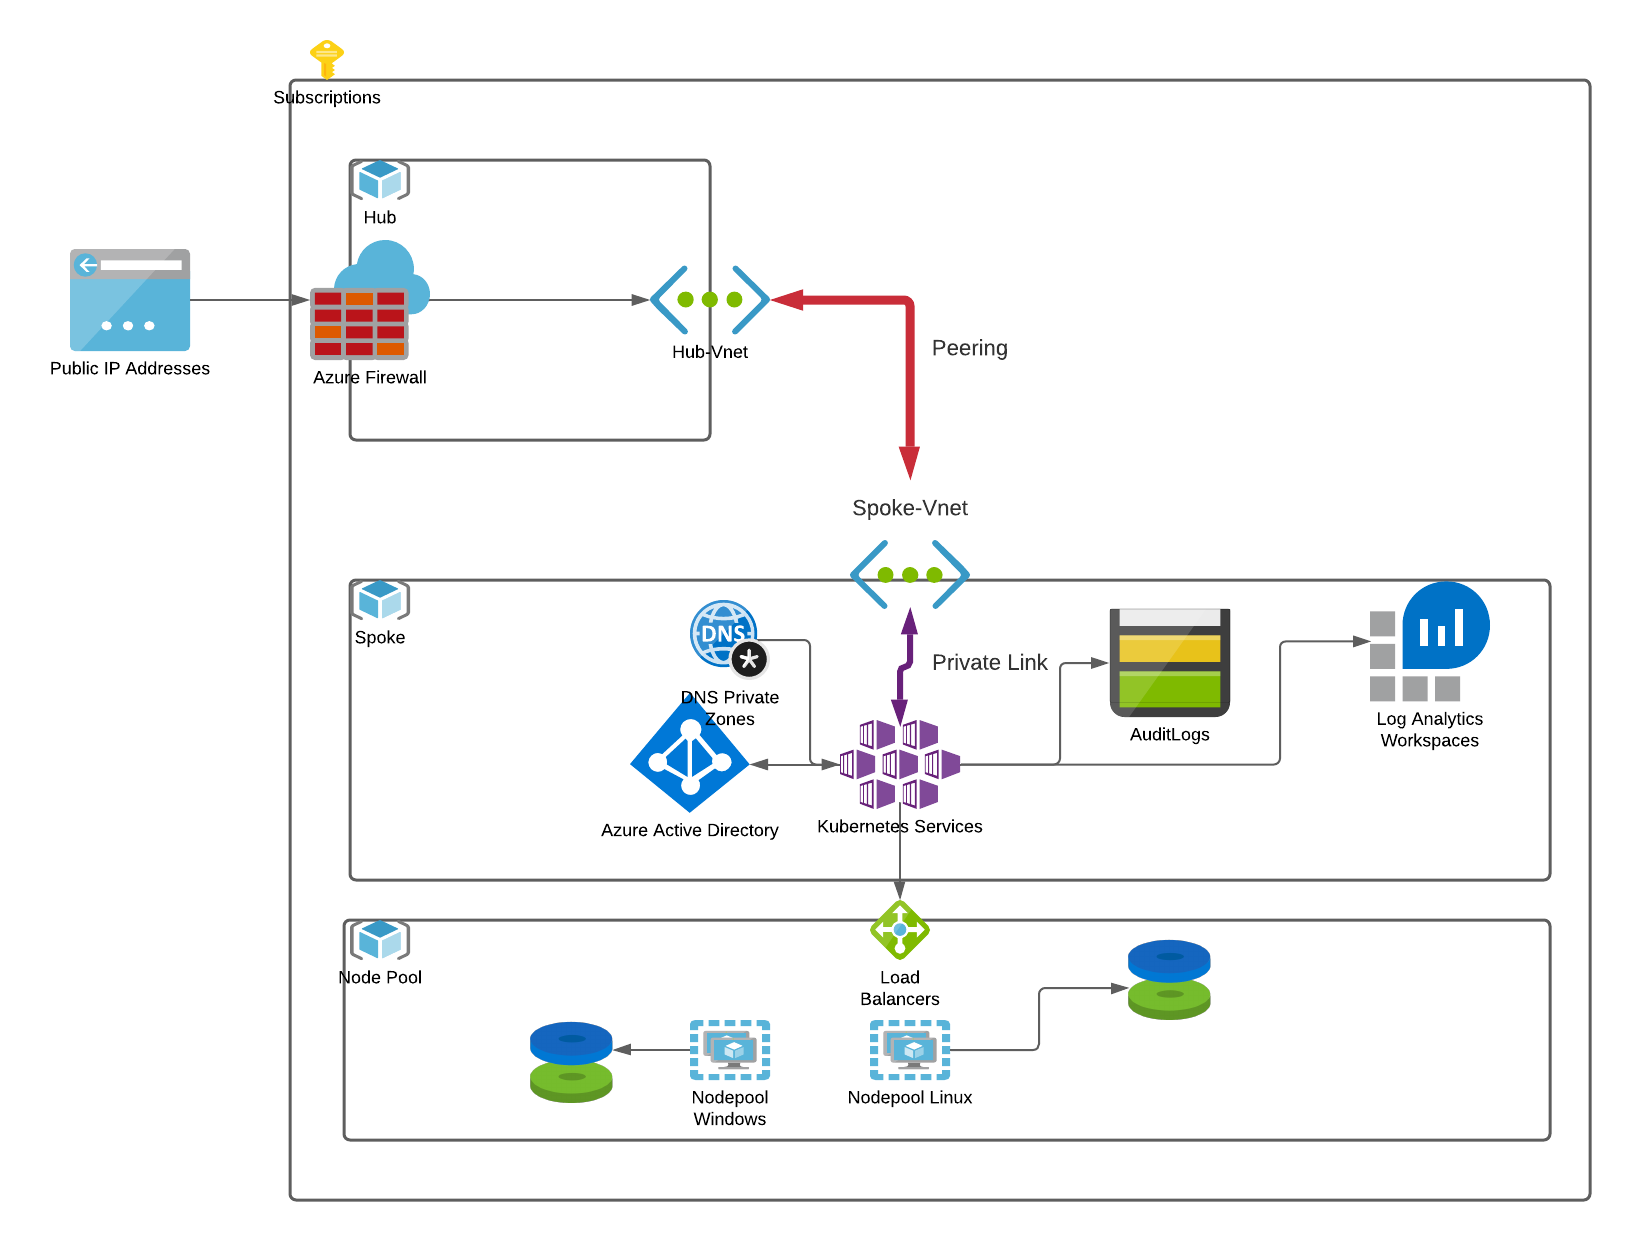 Subscriptions
Hub
Public IP Addresses
Azure Firewall
Hub-Vnet
Peering
Spoke-Vnet
Spoke
DNS
DNS Private
Zones
Private Link
AuditLogs
Log Analytics
Workspaces
Azure Active Directory
Kubernetes Services
Node Pool
Load
Balancers
Nodepool
Windows
Nodepool Linux